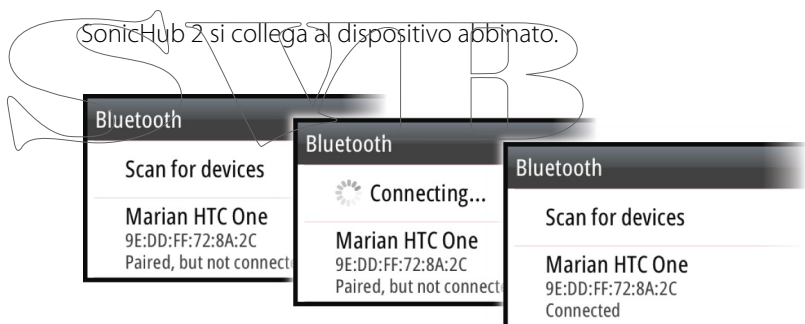 SonicHub 2 si collega al dispositivo abbinato.
SVB
Bluetooth
Scan for devices
Marian HTC One
9E:DD:FF:72:8A:2C
Paired, but not
Bluetooth
Connecting...
Marian HTC One
9E:DD:FF:72:8A:2C
Paired, but not
Bluetooth
Scan for devices
Marian HTC One
9E:DD:FF:72:8A:2C
Connected